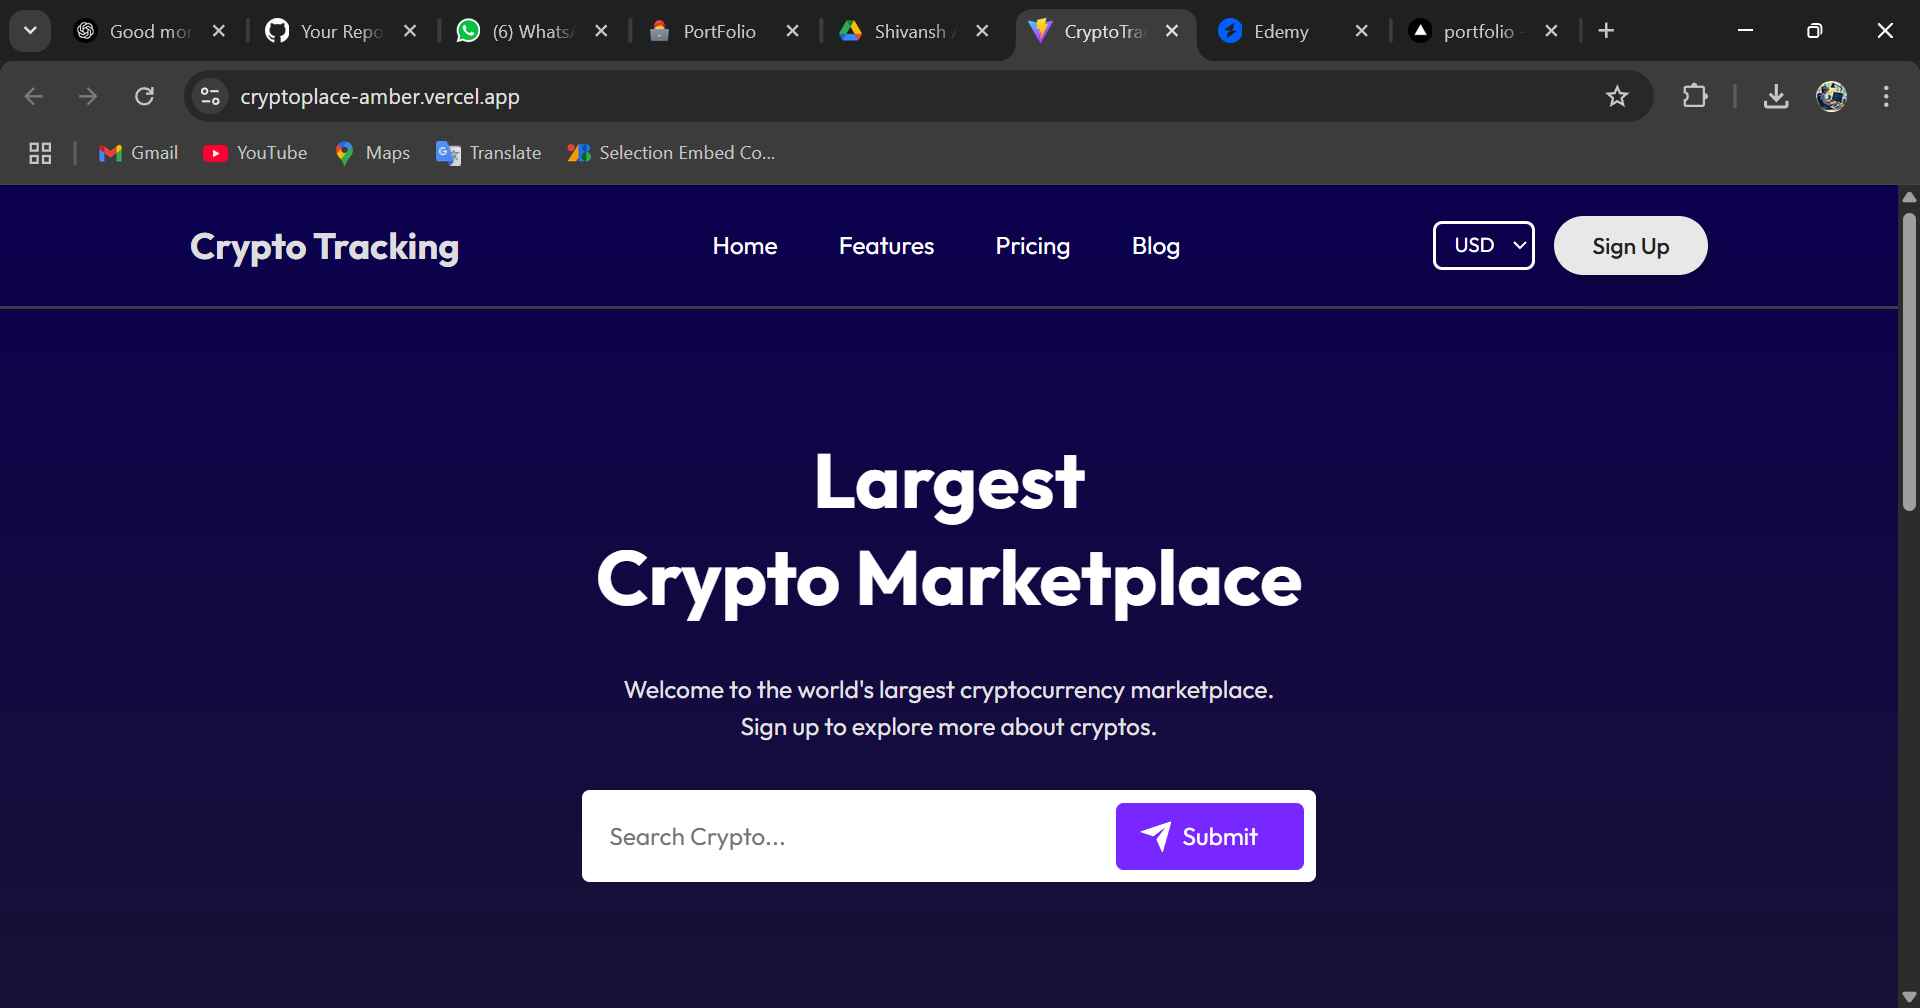 Good mor
Your Repo
(6) Whats
PortFolio
Shivansh
CryptoTra
Edemy
portfolio
cryptoplace-amber.vercel.app
Gmail
YouTube
Maps
Translate
Selection Embed Co...
Crypto Tracking
Home
Features
Pricing
Blog
USD
Sign Up
Largest
Crypto Marketplace
Welcome to the world's largest cryptocurrency marketplace.
Sign up to explore more about cryptos.
Search Crypto...
Submit